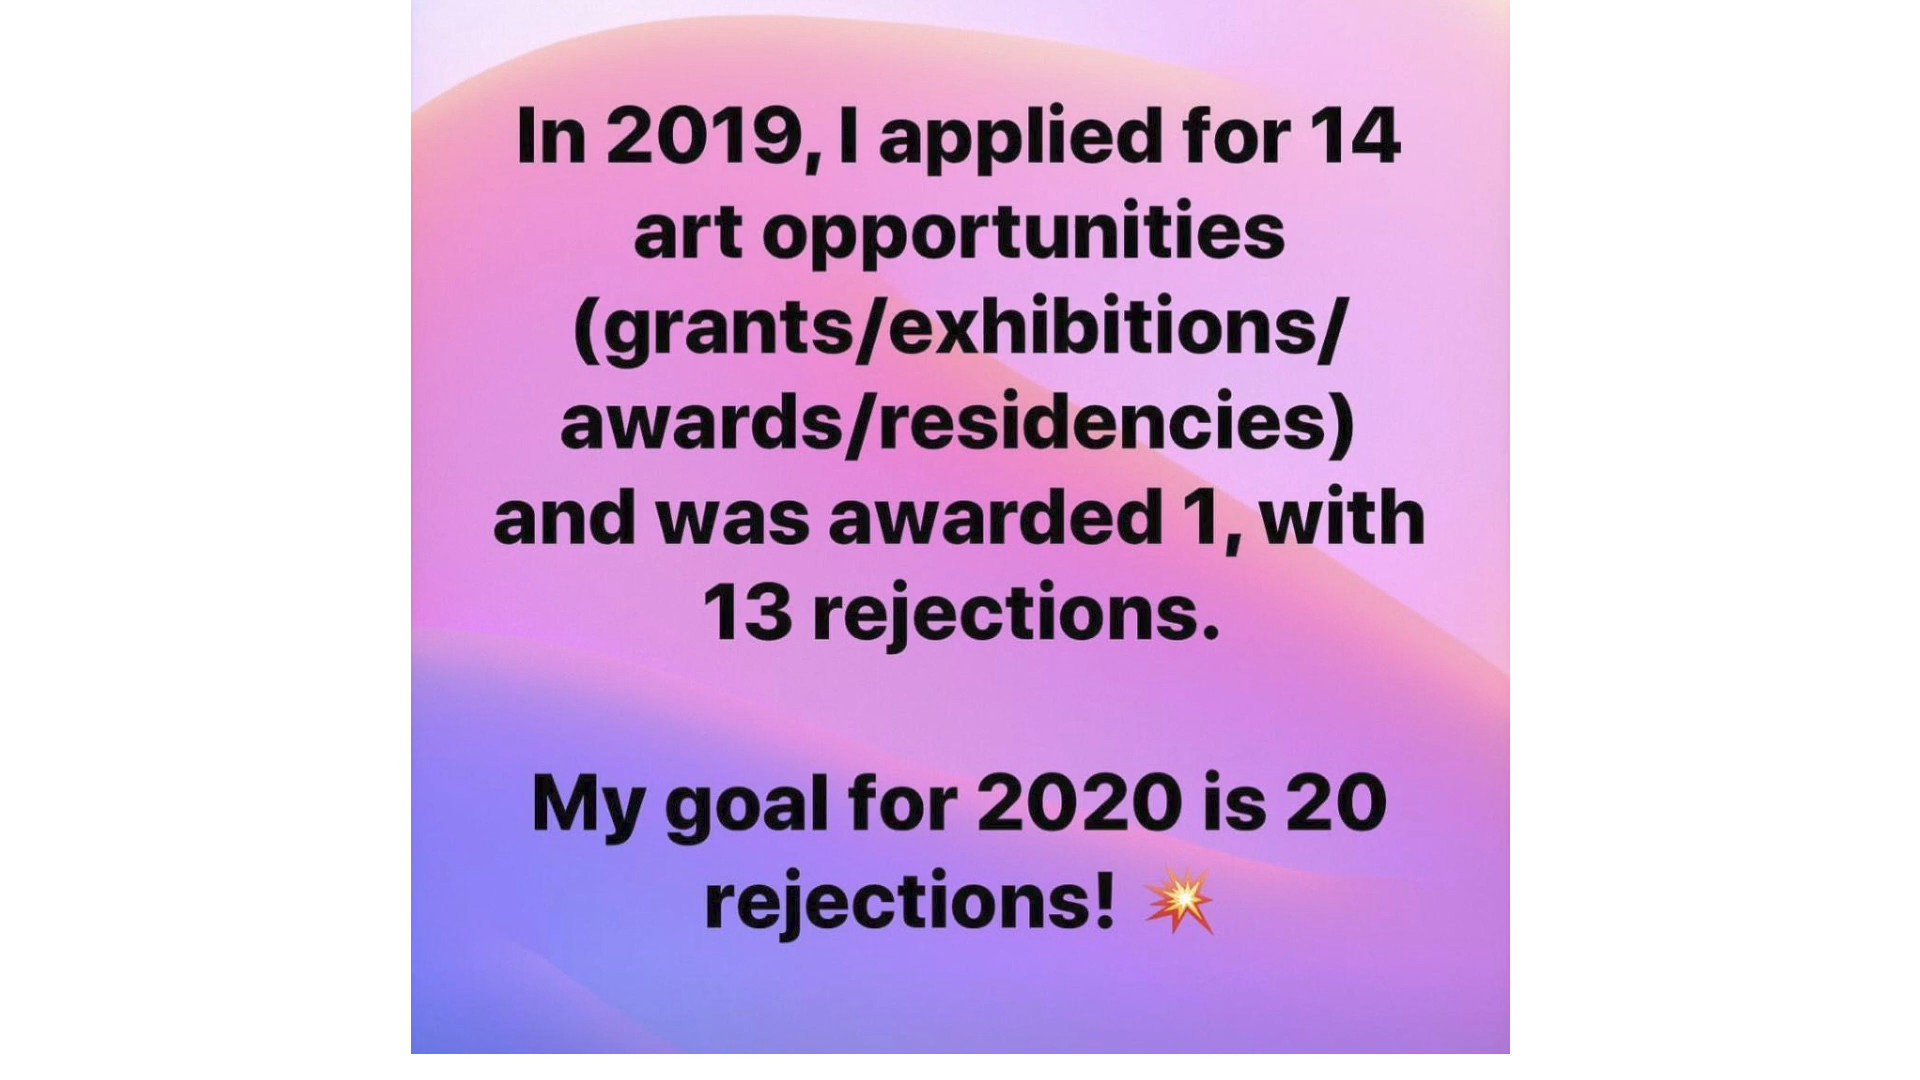 In 2019, I applied for 14
art opportunities
(grants/exhibitions/
awards/residencies)
and was awarded 1, with
13 rejections.
My goal for 2020 is 20
rejections! 💥